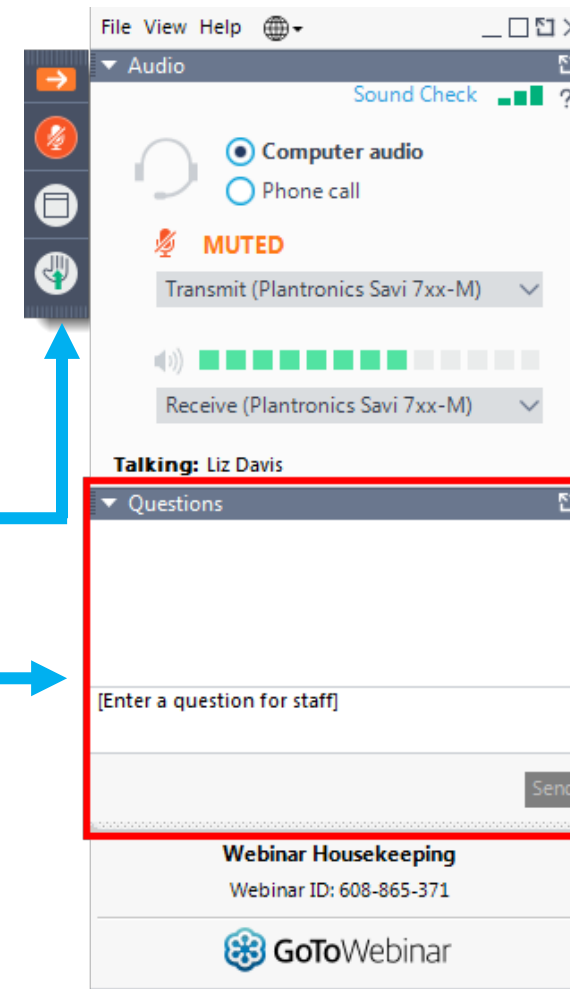 File View Help
Audio
Sound Check
?
Computer audio
Phone call
MUTED
Transmit (Plantronics Savi 7xx-M)
Receive (Plantronics Savi 7xx-M)
Talking: Liz Davis
Questions
[Enter a question for staff]
Send
Webinar Housekeeping
Webinar ID: 608-865-371
GoToWebinar